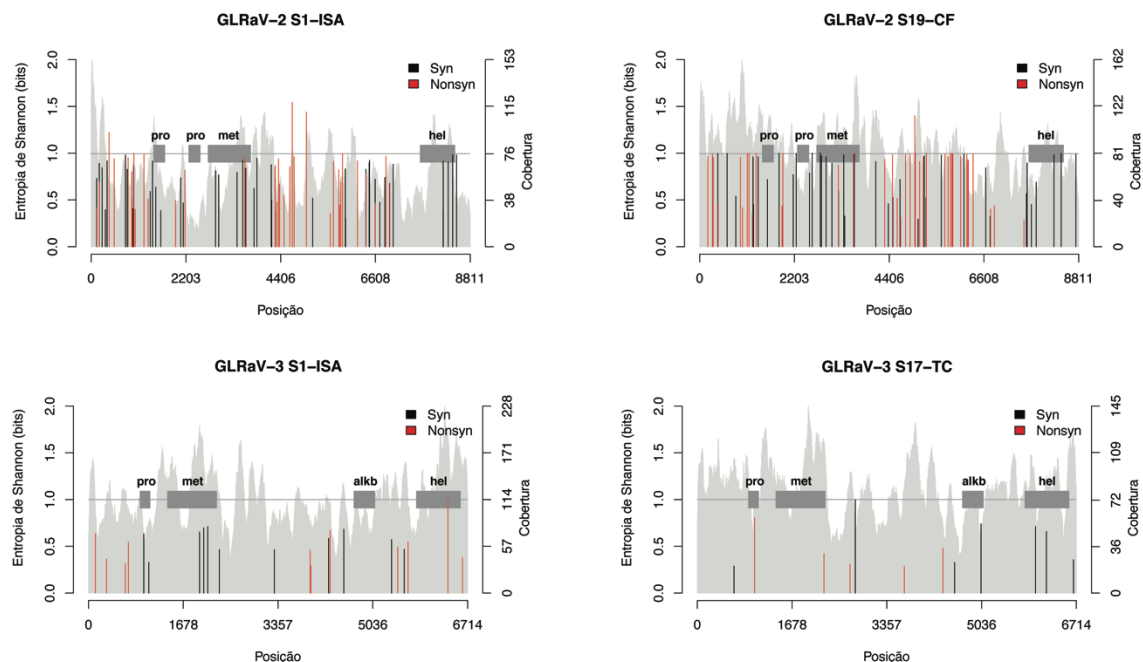 GLRaV−2 S1−ISA
Entropia de Shannon (bits)
2.0
1.5
1.0
0.5
0.0
pro
pro
met
hel
Syn
Nonsyn
153
115
76
38
0
Cobertura
0
2203
4406
6608
8811
Posição
GLRaV−2 S19−CF
Entropia de Shannon (bits)
2.0
1.5
1.0
0.5
0.0
pro
pro
met
hel
Syn
Nonsyn
162
122
81
40
0
Cobertura
0
2203
4406
6608
8811
Posição
GLRaV−3 S1−ISA
Entropia de Shannon (bits)
2.0
1.5
1.0
0.5
0.0
pro
met
alkb
hel
Syn
Nonsyn
228
171
114
57
0
Cobertura
0
1678
3357
5036
6714
Posição
GLRaV−3 S17−TC
Entropia de Shannon (bits)
2.0
1.5
1.0
0.5
0.0
pro
met
alkb
hel
Syn
Nonsyn
145
109
72
36
0
Cobertura
0
1678
3357
5036
6714
Posição